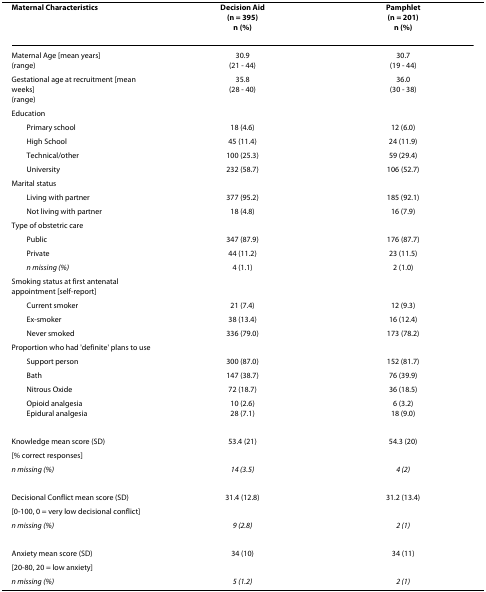 Maternal Characteristics Decision Aid Pamphlet
(n = 395) (n = 201)
n (%) n (%)
Maternal Age [mean years] 30.9 30.7
(range) (21 - 44) (19 - 44)
Gestational age at recruitment [mean 35.8 36.0
weeks] (28 - 40) (30 - 38)
(range)
Education
Primary school 18 (4.6) 12 (6.0)
High School 45 (11.4) 24 (11.9)
Technical/other 100 (25.3) 59 (29.4)
University 232 (58.7) 106 (52.7)
Marital status
Living with partner 377 (95.2) 185 (92.1)
Not living with partner 18 (4.8) 16 (7.9)
Type of obstetric care
Public 347 (87.9) 176 (87.7)
Private 44 (11.2) 23 (11.5)
n missing (%) 4 (1.1) 2 (1.0)
Smoking status at first antenatal
appointment [self-report]
Current smoker 21 (7.4) 12 (9.3)
Ex-smoker 38 (13.4) 16 (12.4)
Never smoked 336 (79.0) 173 (78.2)
Proportion who had 'definite' plans to use
Support person 300 (87.0) 152 (81.7)
Bath 147 (38.7) 76 (39.9)
Nitrous Oxide 72 (18.7) 36 (18.5)
Opioid analgesia 10 (2.6) 6 (3.2)
Epidural analgesia 28 (7.1) 18 (9.0)
Knowledge mean score (SD) 53.4 (21) 54.3 (20)
[% correct responses]
n missing (%) 14 (3.5) 4 (2)
Decisional Conflict mean score (SD) 31.4 (12.8) 31.2 (13.4)
[0-100, 0 = very low decisional conflict]
n missing (%) 9 (2.8) 2 (1)
Anxiety mean score (SD) 34 (10) 34 (11)
[20-80, 20 = low anxiety]
n missing (%) 5 (1.2) 2 (1)